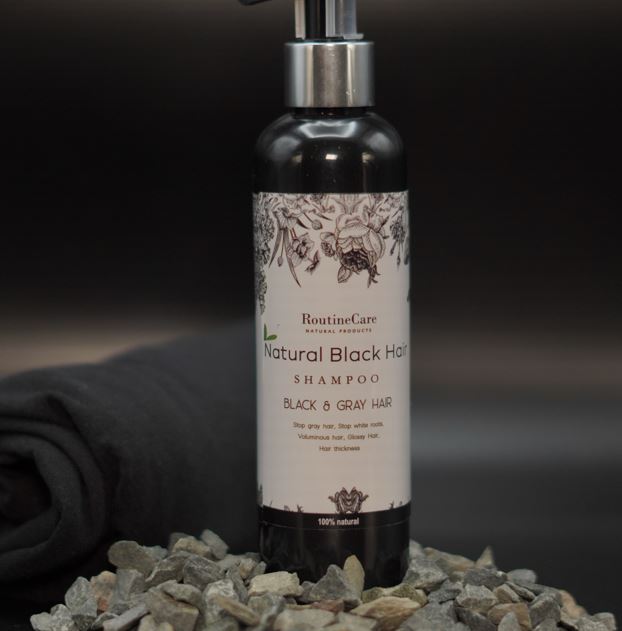 RoutineCare
NATURAL PRODUCTS
Natural Black Hair
SHAMPOO
BLACK & GRAY HAIR
Stop gray hair, Stop white roots,
Voluminous hair, Glossy Hair,
Hair thickness
100% natural